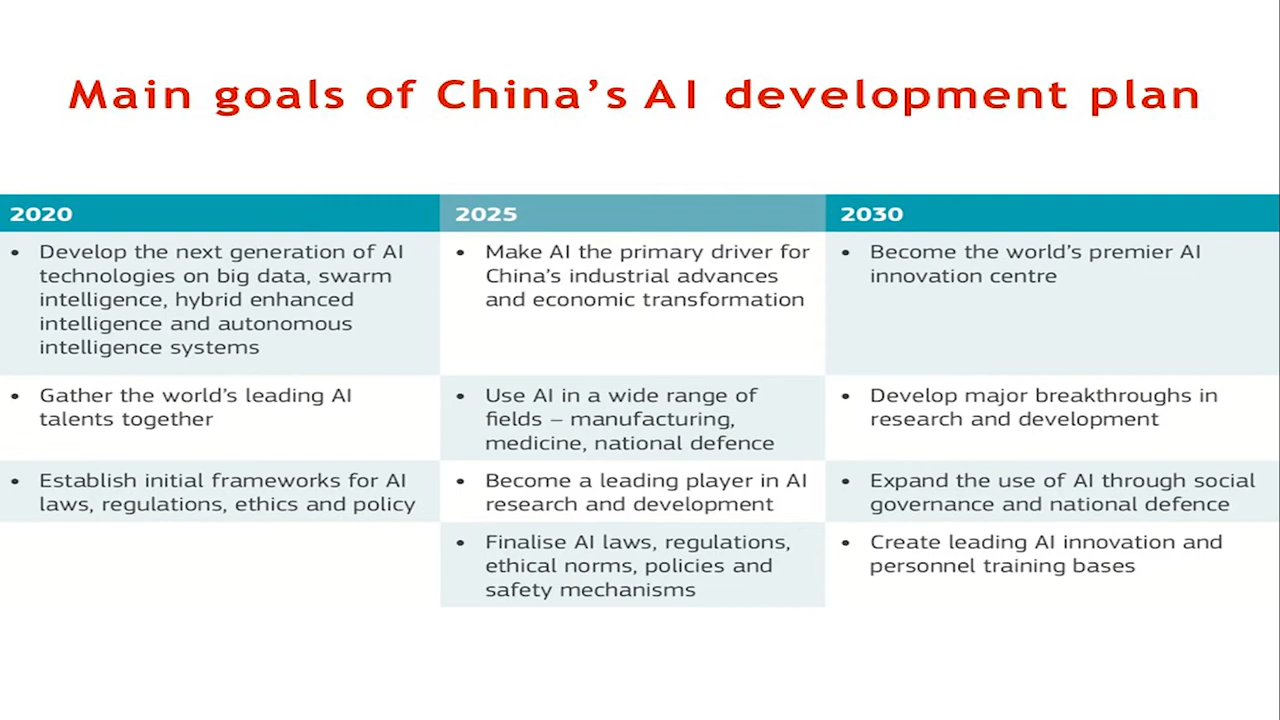 Main goals of China’s AI development plan
2020
• Develop the next generation of AI
technologies on big data, swarm
intelligence, hybrid enhanced
intelligence and autonomous
intelligence systems
• Gather the world’s leading AI
talents together
• Establish initial frameworks for AI
laws, regulations, ethics and policy
2025
• Make AI the primary driver for
China’s industrial advances
and economic transformation
• Use AI in a wide range of
fields – manufacturing,
medicine, national defence
• Become a leading player in AI
research and development
• Finalise AI laws, regulations,
ethical norms, policies and
safety mechanisms
2030
• Become the world’s premier AI
innovation centre
• Develop major breakthroughs in
research and development
• Expand the use of AI through social
governance and national defence
• Create leading AI innovation and
personnel training bases